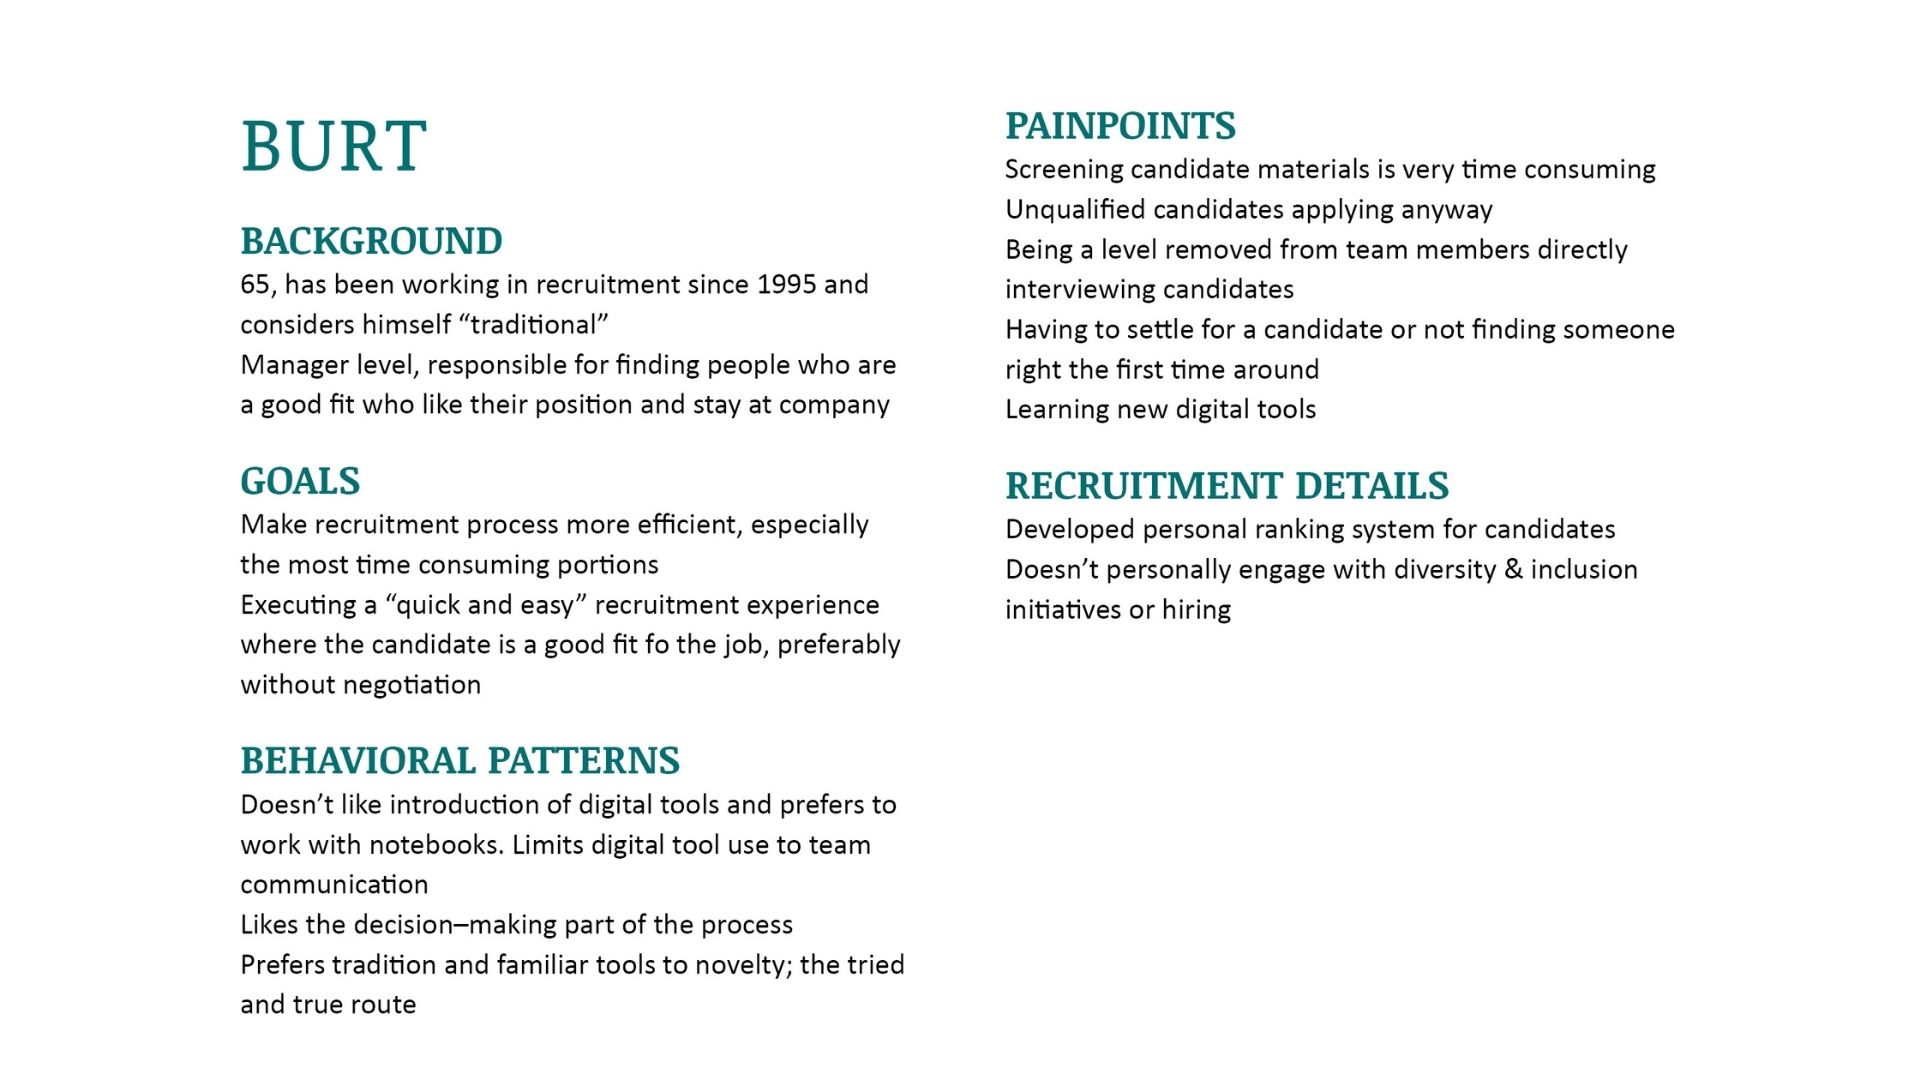 BURT
BACKGROUND
65, has been working in recruitment since 1995 and
considers himself “traditional”
Manager level, responsible for finding people who are
a good fit who like their position and stay at company
GOALS
Make recruitment process more efficient, especially
the most time consuming portions
Executing a “quick and easy” recruitment experience
where the candidate is a good fit fo the job, preferably
without negotiation
BEHAVIORAL PATTERNS
Doesn’t like introduction of digital tools and prefers to
work with notebooks. Limits digital tool use to team
communication
Likes the decision–making part of the process
Prefers tradition and familiar tools to novelty; the tried
and true route
PAINPOINTS
Screening candidate materials is very time consuming
Unqualified candidates applying anyway
Being a level removed from team members directly
interviewing candidates
Having to settle for a candidate or not finding someone
right the first time around
Learning new digital tools
RECRUITMENT DETAILS
Developed personal ranking system for candidates
Doesn’t personally engage with diversity & inclusion
initiatives or hiring